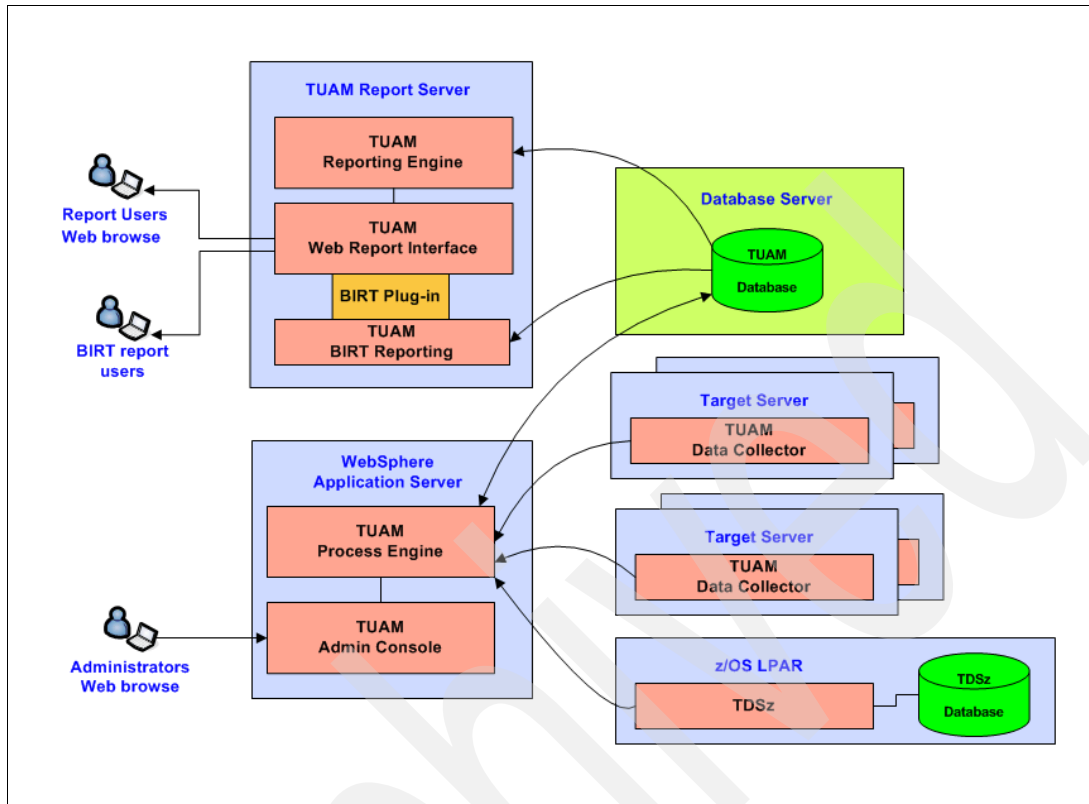 TUAM Report Server
TUAM
Reporting Engine
TUAM
Web Report Interface
BIRT Plug-in
TUAM
BIRT Reporting
Report Users
Web browse
BIRT report
users
Database Server
TUAM
Database
Target Server
TUAM
Data Collector
Target Server
TUAM
Data Collector
WebSphere
Application Server
TUAM
Process Engine
TUAM
Admin Console
Administrators
Web browse
z/OS LPAR
TDSz
TDSz
Database